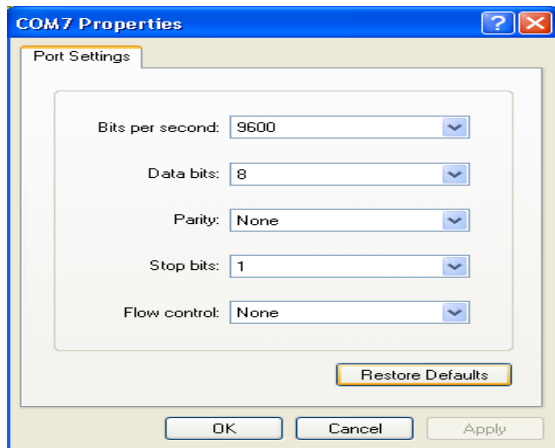 COM7 Properties
Port Settings
Bits per second: 9600
Data bits: 8
Parity: None
Stop bits: 1
Flow control: None
Restore Defaults
OK Cancel Apply